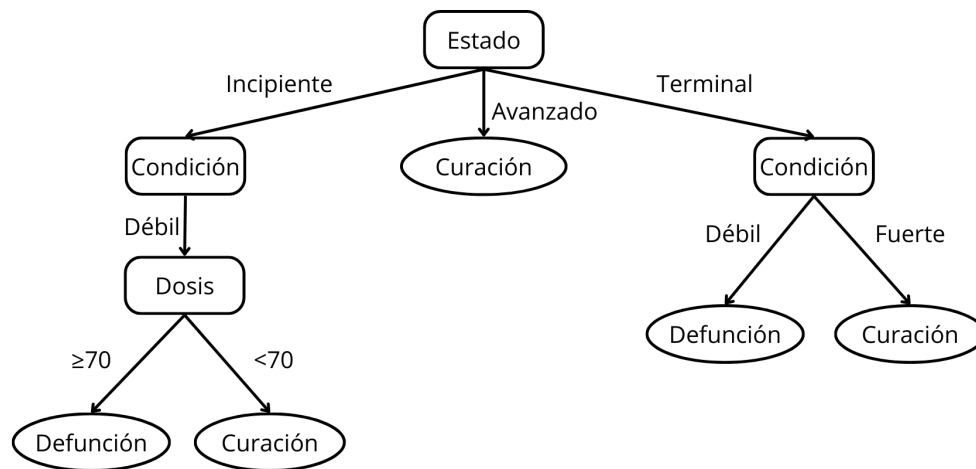 Estado
Incipiente
Avanzado
Terminal
Condición
Curación
Condición
Débil
Débil
Fuerte
Dosis
Defunción
Curación
≥70
<70
Defunción
Curación